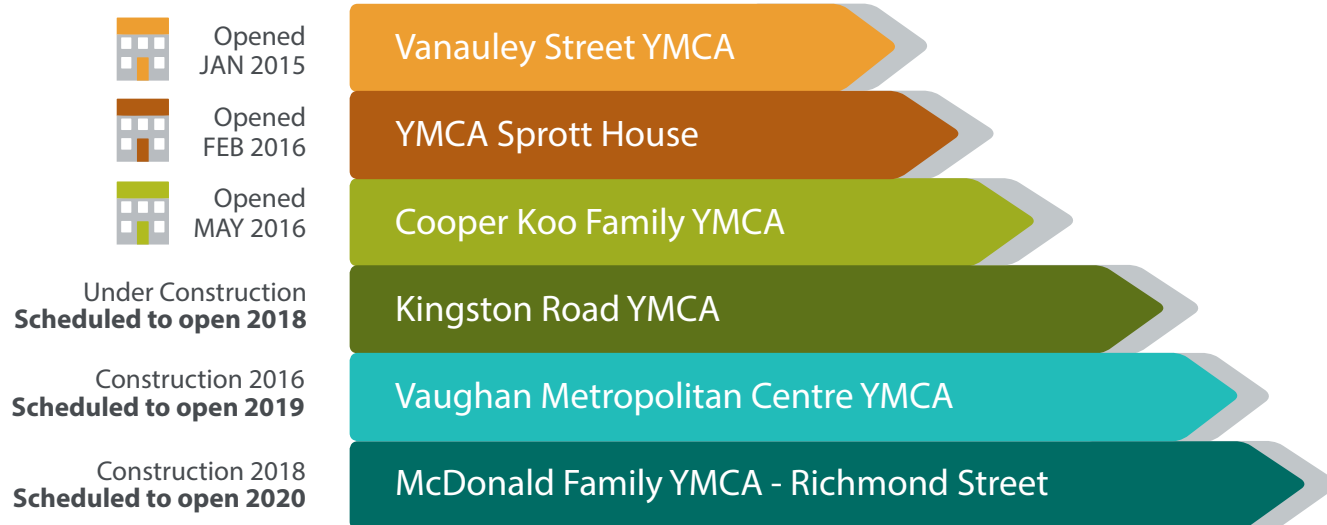 Opened
JAN 2015
Vanauley Street YMCA
Opened
FEB 2016
YMCA Sprott House
Opened
MAY 2016
Cooper Koo Family YMCA
Under Construction
Scheduled to open 2018
Kingston Road YMCA
Construction 2016
Scheduled to open 2019
Vaughan Metropolitan Centre YMCA
Construction 2018
Scheduled to open 2020
McDonald Family YMCA - Richmond Street